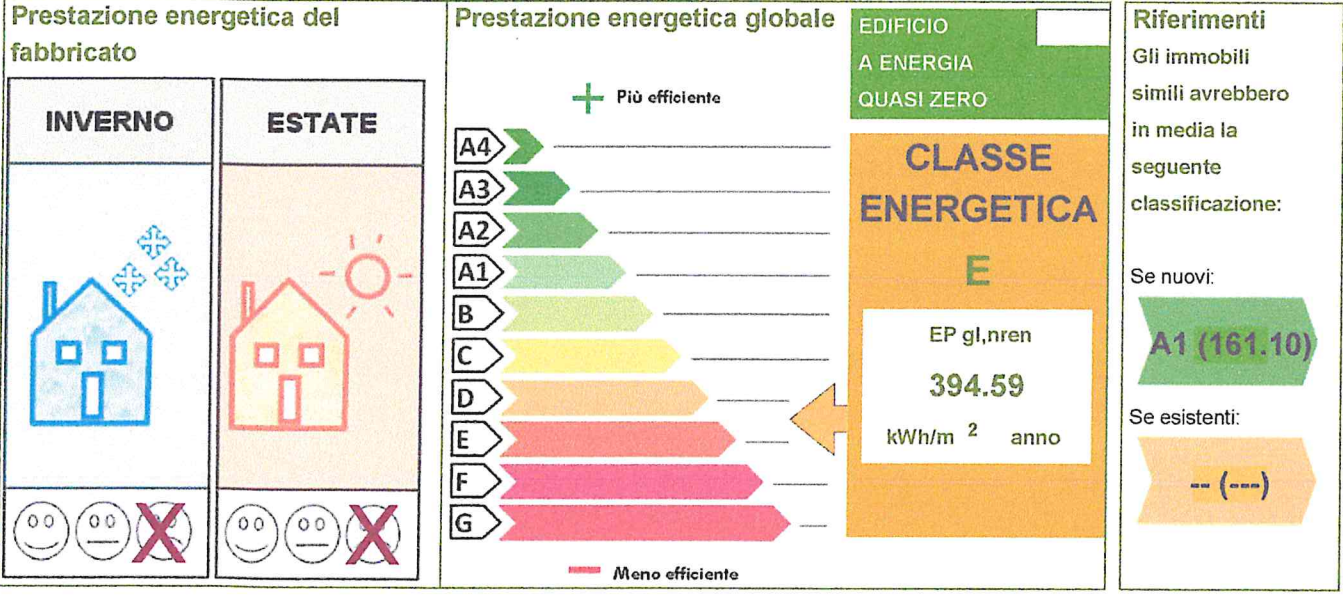 Prestazione energetica del
fabbricato
INVERNO
ESTATE
Prestazione energetica globale
Più efficiente
A4
A3
A2
A1
B
C
D
E
F
G
Meno efficiente
EDIFICIO
A ENERGIA
QUASI ZERO
CLASSE
ENERGETICA
E
EP gl,nren
394.59
kWh/m 2 anno
Riferimenti
Gli immobili
simili avrebbero
in media la
seguente
classificazione:
Se nuovi:
A1 (161.10)
Se esistenti:
-- (---)